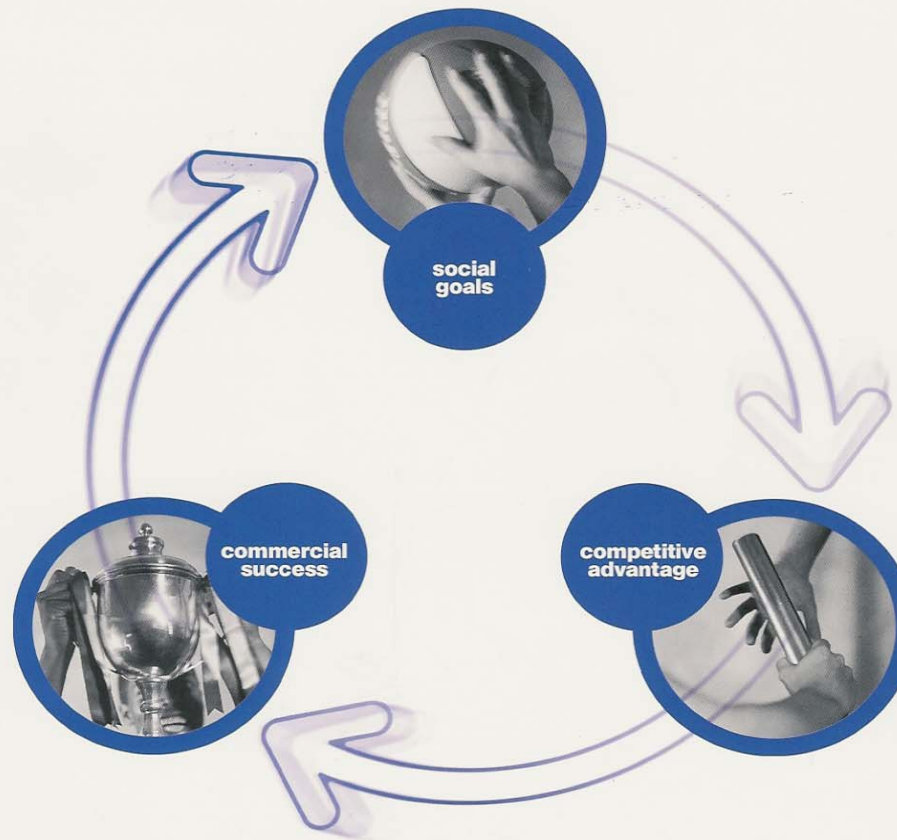 social
goals
commercial
success
competitive
advantage